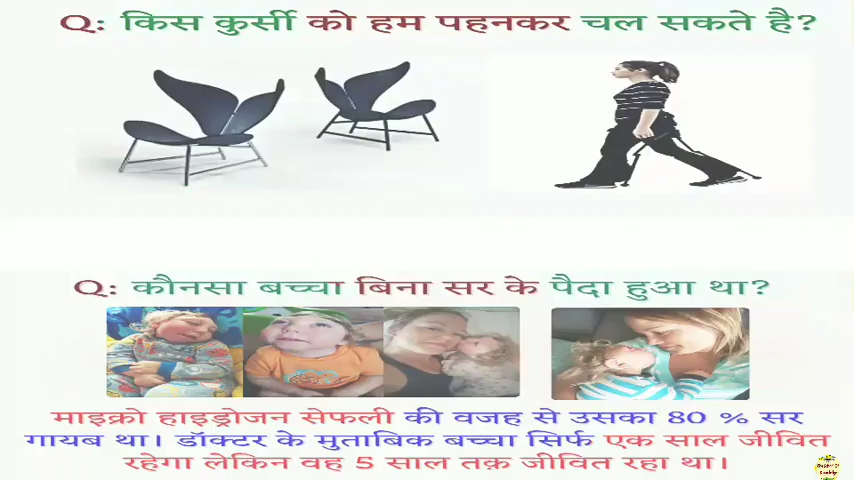 Q: किस कुर्सी को हम पहनकर चल सकते है?
Q: कौनसा बच्चा बिना सर के पैदा हुआ था?
माइक्रो हाइड्रोजन सेफली की वजह से उसका 80 % सर
गायब था। डॉक्टर के मुताबिक बच्चा सिर्फ एक साल जीवित
रहेगा लेकिन वह 5 साल तक़ जीवित रहा था।